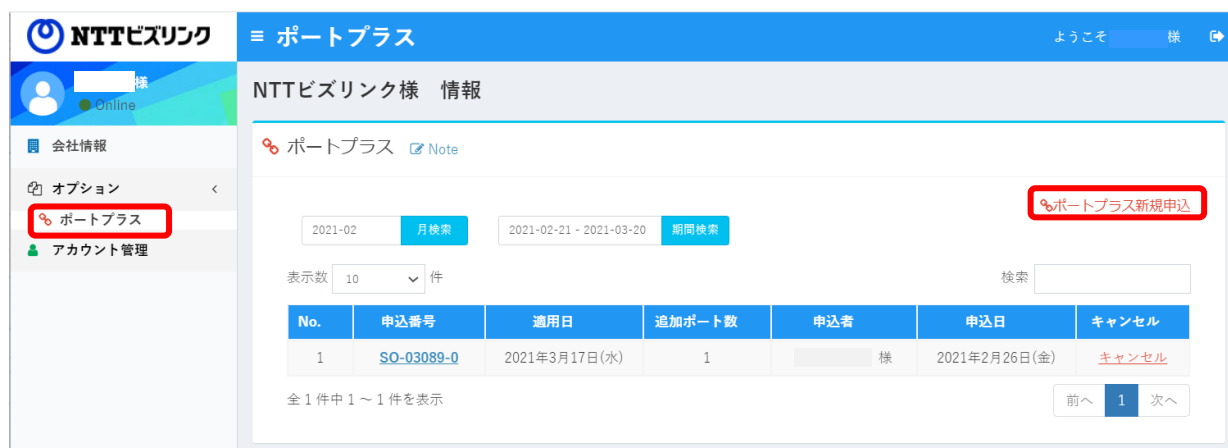 NTTビズリンク
≡ ポートプラス
ようこそ 様
様
Online
NTTビズリンク様 情報
会社情報
オプション <
ポートプラス
アカウント管理
ポートプラス Note
ポートプラス新規申込
2021-02 月検索 2021-02-21 - 2021-03-20 期間検索
表示数 10 件 検索
No. 申込番号 適用日 追加ポート数 申込者 申込日 キャンセル
1 SO-03089-0 2021年3月17日(水) 1 様 2021年2月26日(金) キャンセル
全 1 件中 1 ~ 1 件を表示
前へ 1 次へ